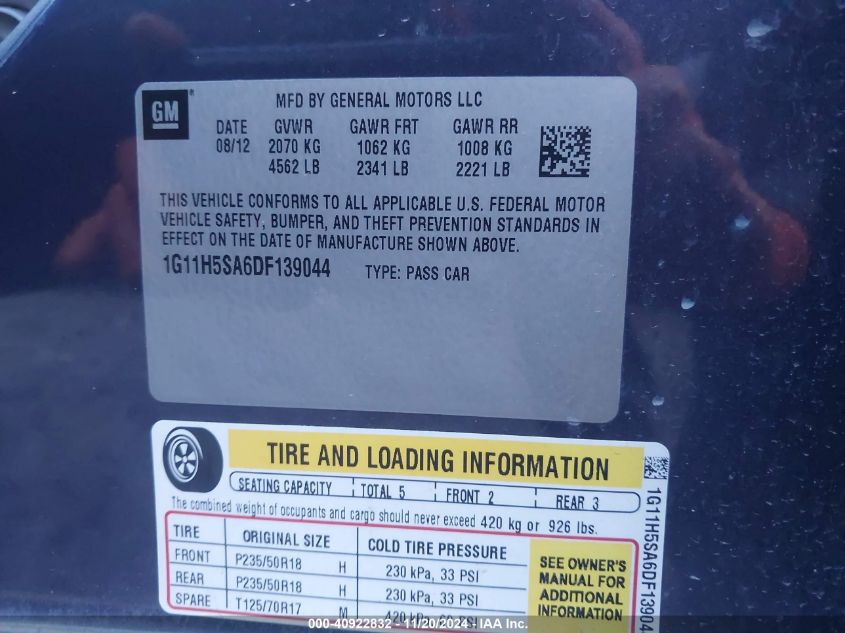 GM ®
MFD BY GENERAL MOTORS LLC
DATE GVWR GAWR FRT GAWR RR
08/12 2070 KG 1062 KG 1008 KG
4562 LB 2341 LB 2221 LB
THIS VEHICLE CONFORMS TO ALL APPLICABLE U.S. FEDERAL MOTOR
VEHICLE SAFETY, BUMPER, AND THEFT PREVENTION STANDARDS IN
EFFECT ON THE DATE OF MANUFACTURE SHOWN ABOVE.
1G11H5SA6DF139044 TYPE: PASS CAR
TIRE AND LOADING INFORMATION
SEATING CAPACITY TOTAL 5 FRONT 2 REAR 3
The combined weight of occupants and cargo should never exceed 420 kg or 926 lbs.
TIRE ORIGINAL SIZE COLD TIRE PRESSURE
FRONT P235/50R18 H 230 kPa, 33 PSI
REAR P235/50R18 H 230 kPa, 33 PSI
SPARE T125/70R17 M 420
SEE OWNER'S
MANUAL FOR
ADDITIONAL
INFORMATION
1G11H5SA6DF139044
000-40922832 - 11/20/2024 - IAA Inc.